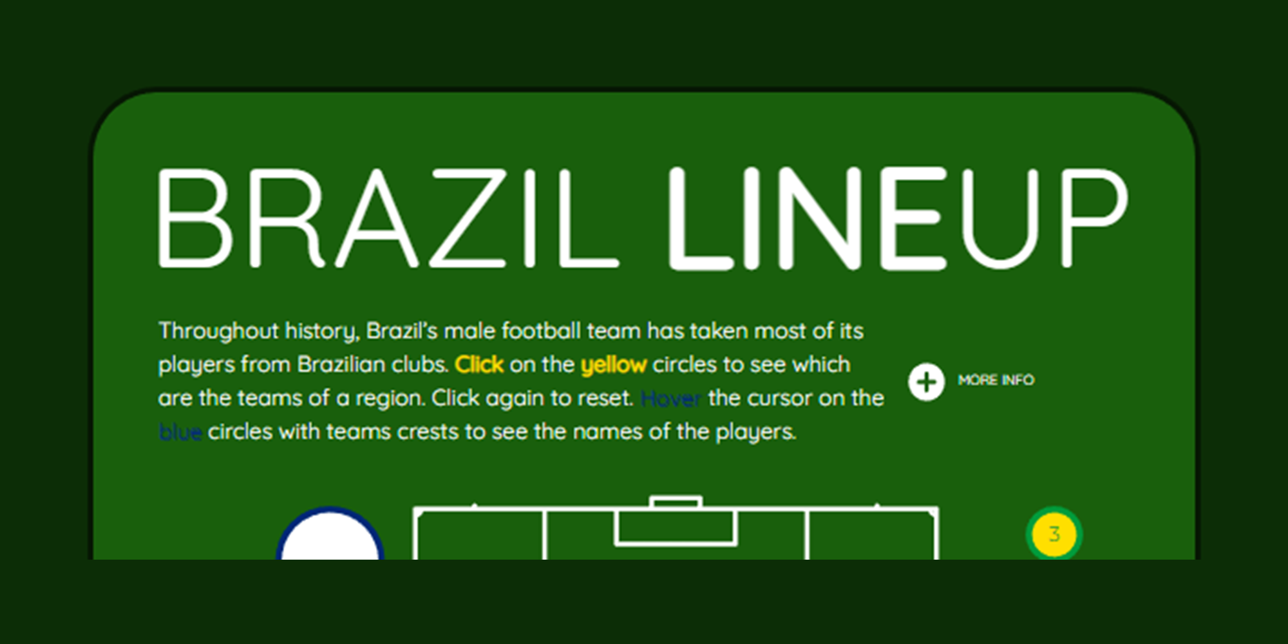 BRAZIL LINEUP
Throughout history, Brazil's male football team has taken most of its
players from Brazilian clubs. Click on the yellow circles to see which
are the teams of a region. Click again to reset. Hover the cursor on the
blue circles with teams crests to see the names of the players.
MORE INFO
3